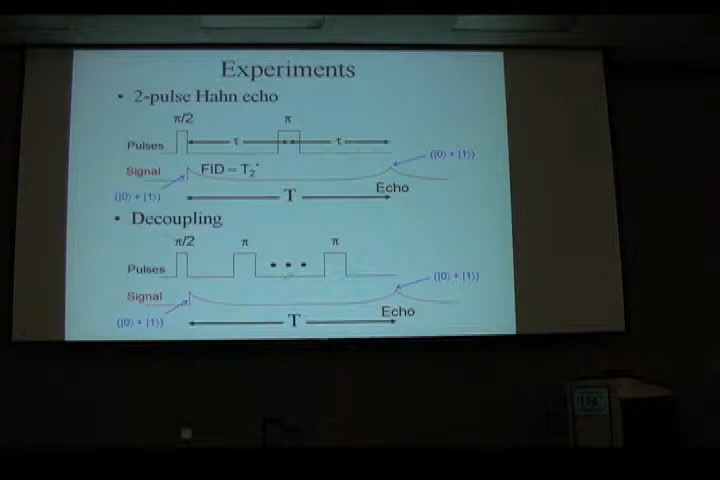 Experiments
• 2-pulse Hahn echo
π/2 π
Pulses τ τ
(|0⟩ + |1⟩)
Signal FID – T₂*
Echo
(|0⟩ + |1⟩) T
• Decoupling
π/2 π • • • π
Pulses
(|0⟩ + |1⟩)
Signal
Echo
(|0⟩ + |1⟩) T
USC